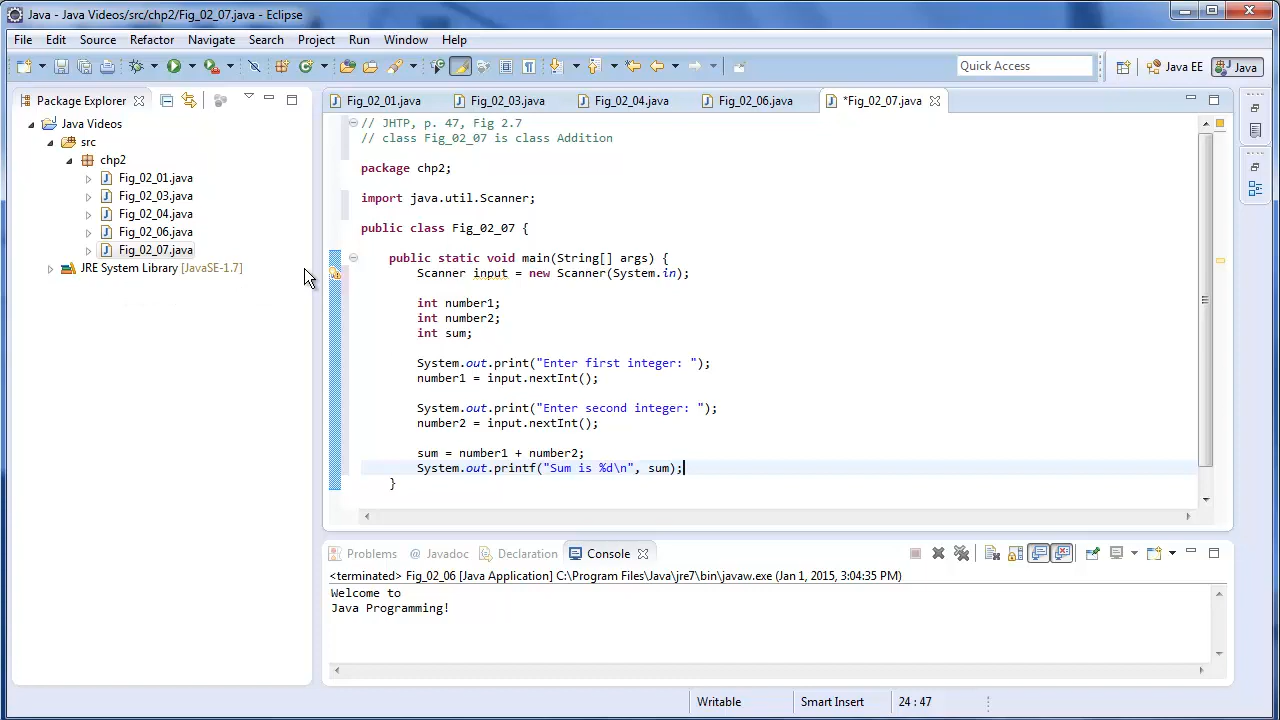 Java - Java Videos/src/chp2/Fig_02_07.java - Eclipse
File Edit Source Refactor Navigate Search Project Run Window Help
Quick Access
Java EE
Java
Package Explorer
Fig_02_01.java
Fig_02_03.java
Fig_02_04.java
Fig_02_06.java
*Fig_02_07.java
Java Videos
src
chp2
Fig_02_01.java
Fig_02_03.java
Fig_02_04.java
Fig_02_06.java
Fig_02_07.java
JRE System Library [JavaSE-1.7]
// JHTP, p. 47, Fig 2.7
// class Fig_02_07 is class Addition
package chp2;
import java.util.Scanner;
public class Fig_02_07 {
public static void main(String[] args) {
Scanner input = new Scanner(System.in);
int number1;
int number2;
int sum;
System.out.print("Enter first integer: ");
number1 = input.nextInt();
System.out.print("Enter second integer: ");
number2 = input.nextInt();
sum = number1 + number2;
System.out.printf("Sum is %d\n", sum);
}
Problems @ Javadoc Declaration Console
<terminated> Fig_02_06 [Java Application] C:\Program Files\Java\jre7\bin\javaw.exe (Jan 1, 2015, 3:04:35 PM)
Welcome to
Java Programming!
Writable Smart Insert 24 : 47